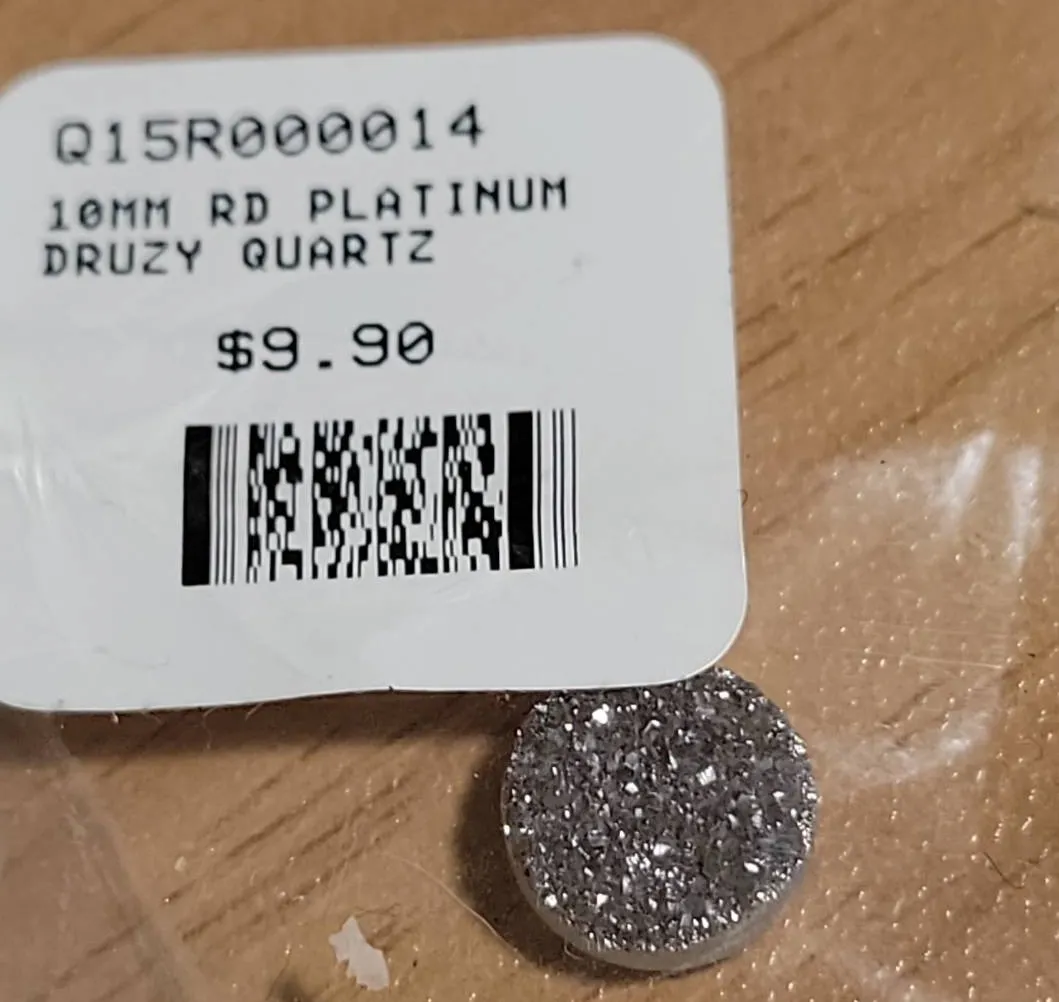 Q15R000014
10MM RD PLATINUM
DRUZY QUARTZ
$9.90